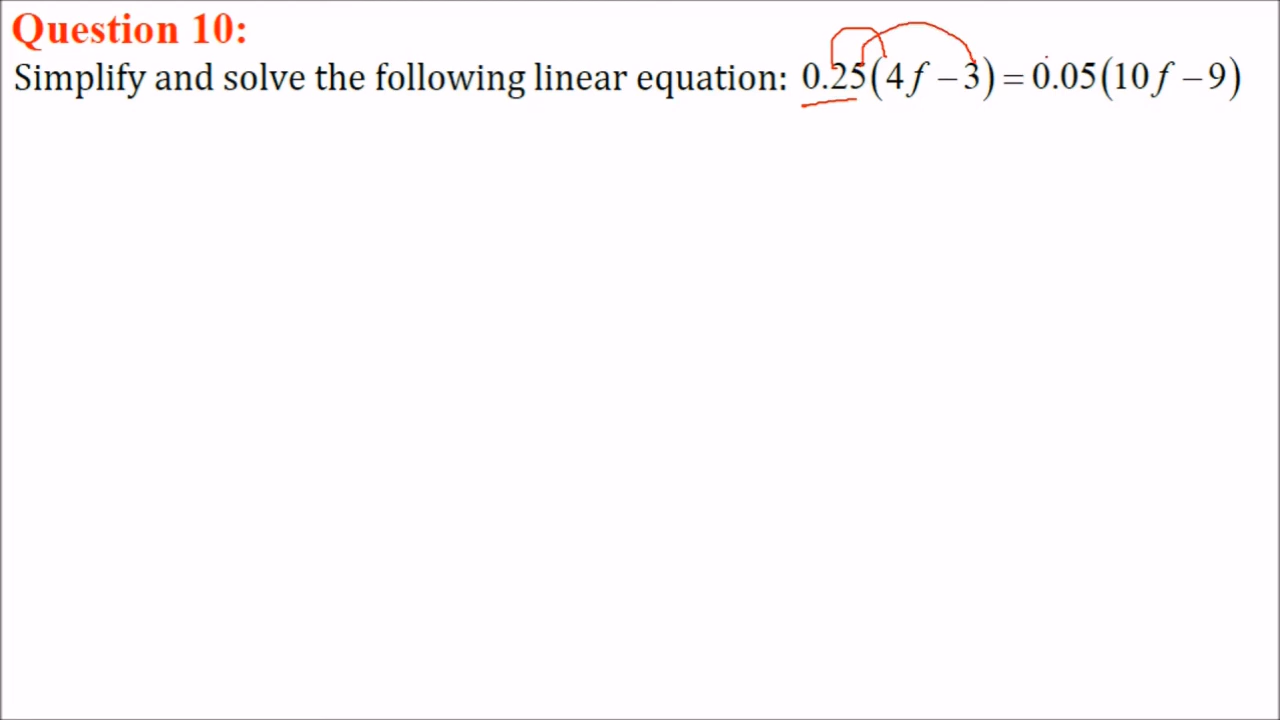 Question 10:
Simplify and solve the following linear equation: 0.25(4f − 3) = 0.05(10f − 9)